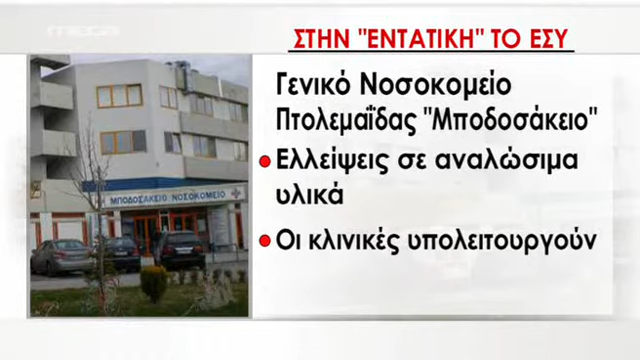 MEGA
ΣΤΗΝ "ΕΝΤΑΤΙΚΗ" ΤΟ ΕΣΥ
Γενικό Νοσοκομείο
Πτολεμαΐδας "Μποδοσάκειο"
Ελλείψεις σε αναλώσιμα
υλικά
Οι κλινικές υπολειτουργούν
ΜΠΟΔΟΣΑΚΕΙΟ ΝΟΣΟΚΟΜΕΙΟ